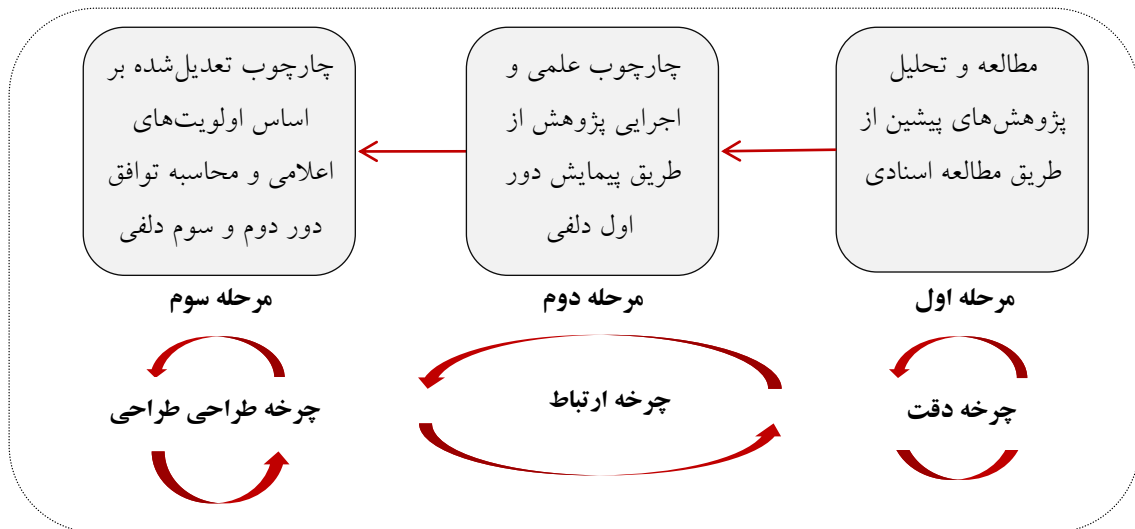 مطالعه و تحلیل
پژوهش‌های پیشین از
طریق مطالعه اسنادی
مرحله اول
چرخه دقت
چارچوب علمی و
اجرایی پژوهش از
طریق پیمایش دور
اول دلفی
مرحله دوم
چرخه ارتباط
چارچوب تعدیل‌شده بر
اساس اولویت‌های
اعلامی و محاسبه توافق
دور دوم و سوم دلفی
مرحله سوم
چرخه طراحی طراحی